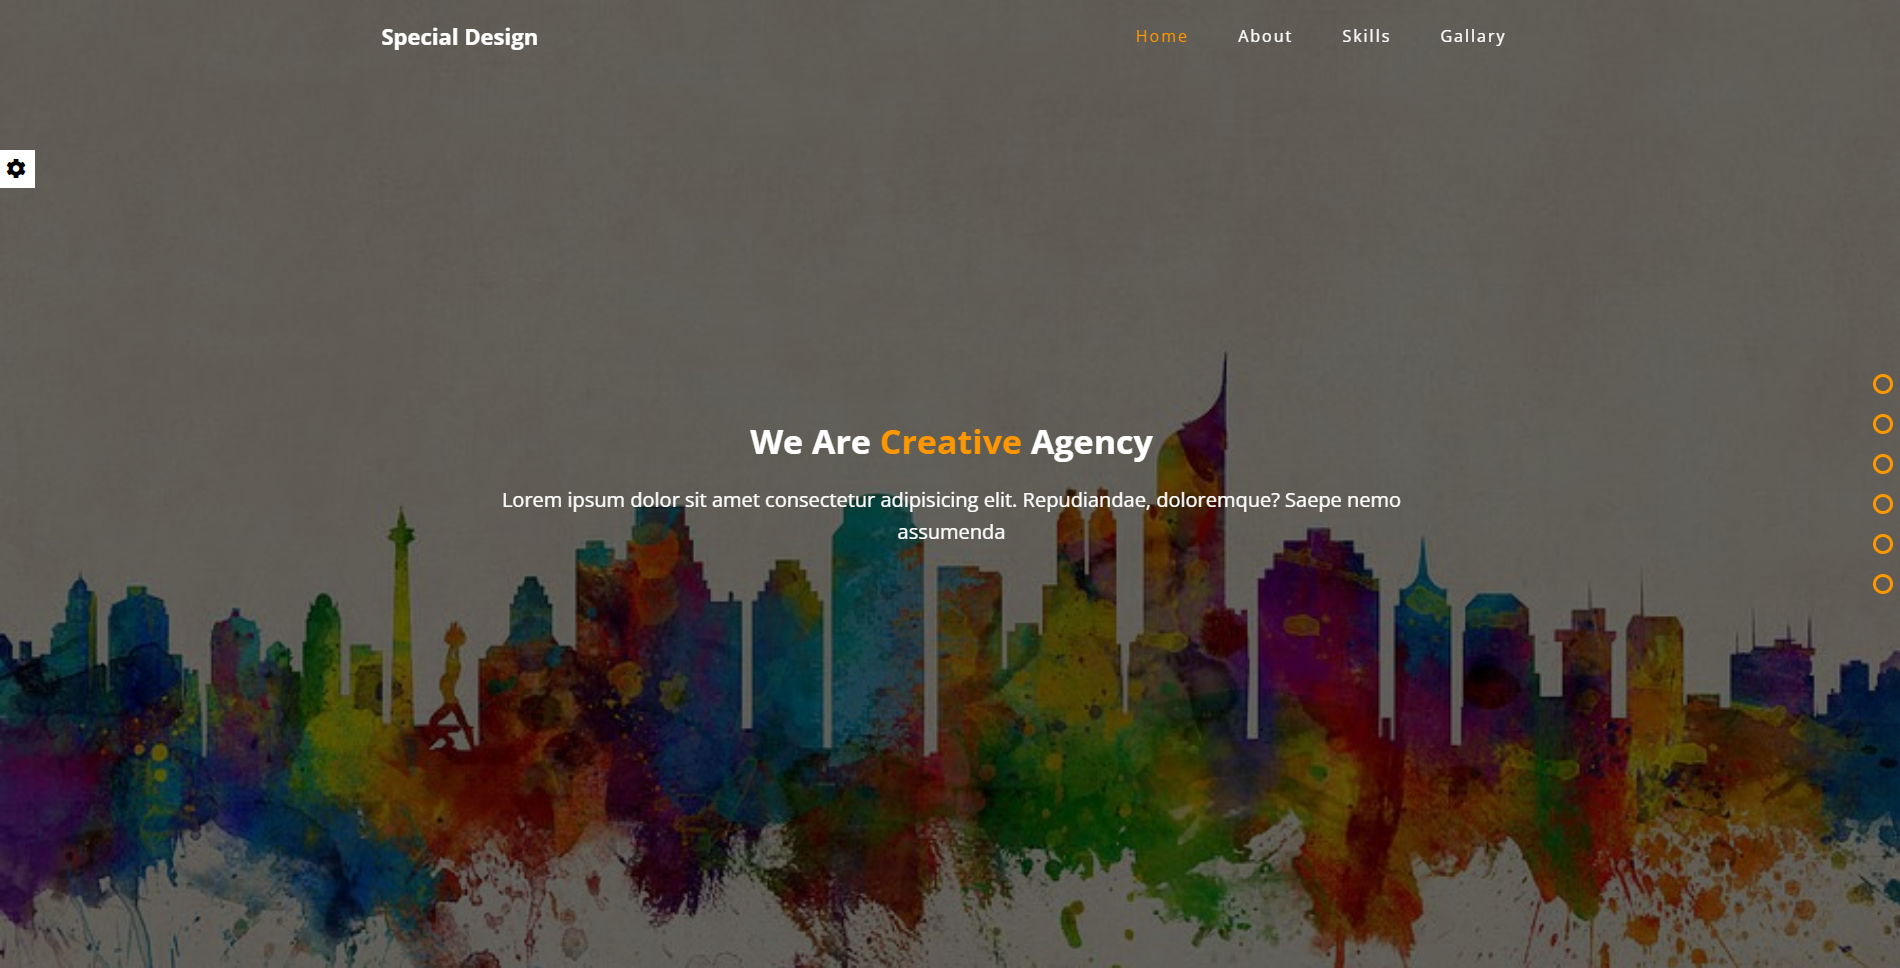 Special Design
Home About Skills Gallary
We Are Creative Agency
Lorem ipsum dolor sit amet consectetur adipisicing elit. Repudiandae, doloremque? Saepe nemo
assumenda